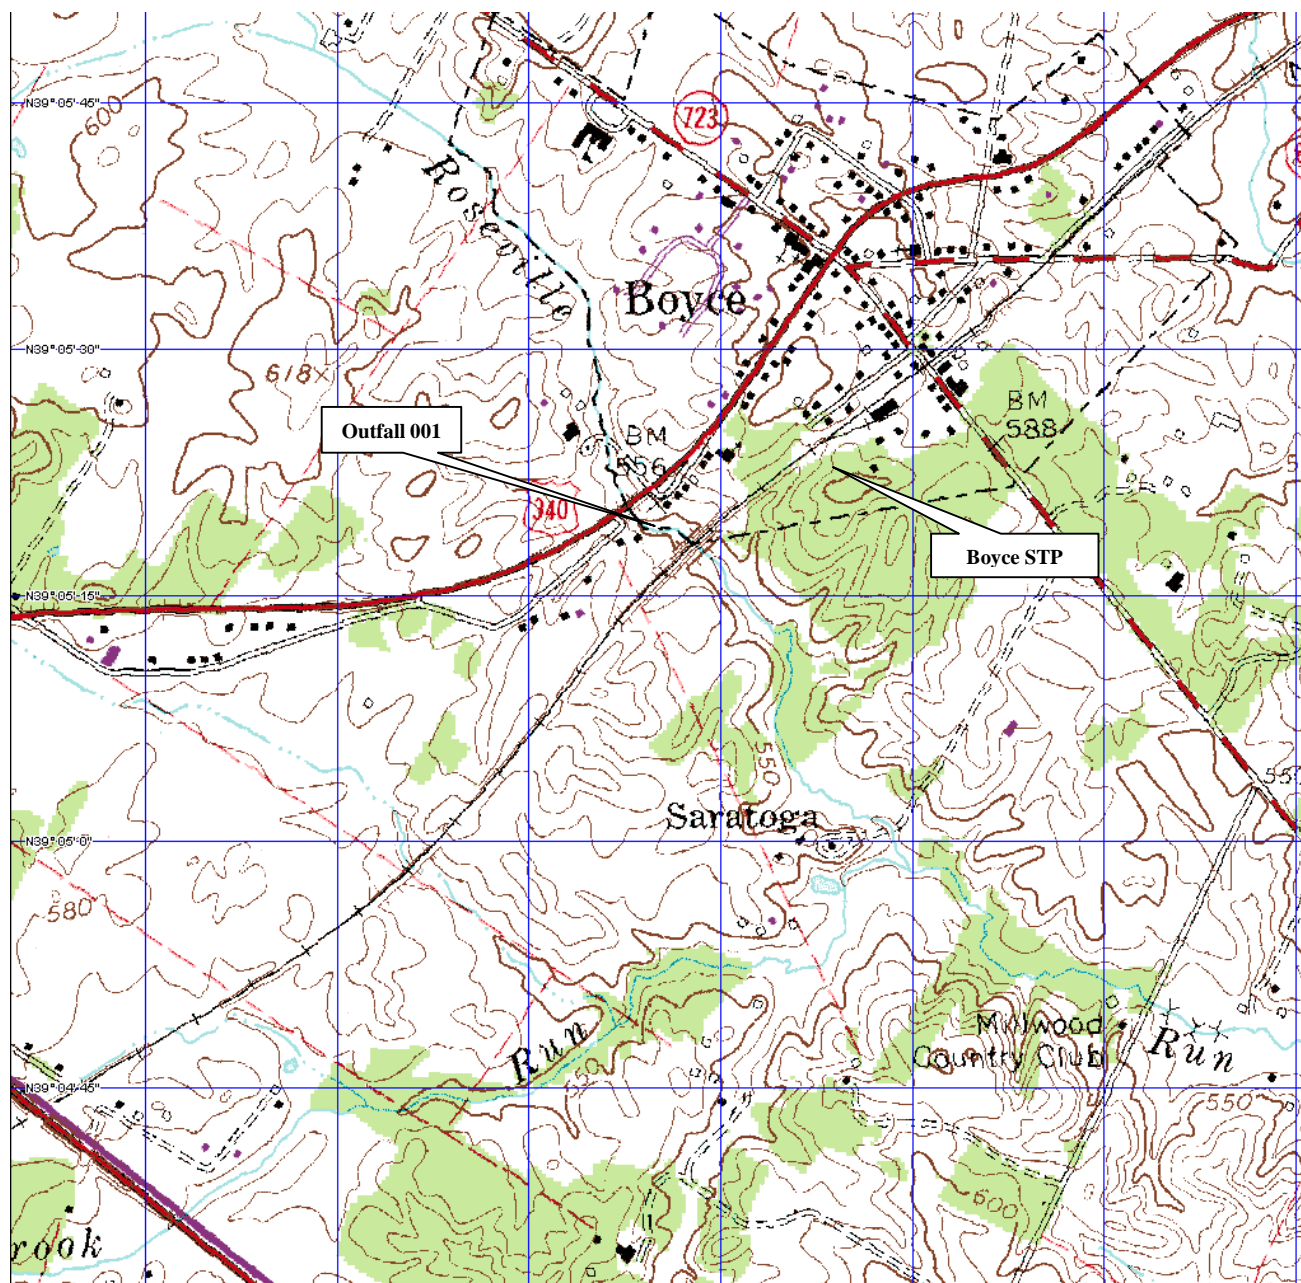 N39°05'45"
600
723
Roseville
Boyce
N39°05'30"
618×
BM
588
Outfall 001
BM
556
340
Boyce STP
N39°05'15"
550
Saratoga
N39°05'0"
580
Run
Millwood
Country Club
Run
N39°04'45"
550
600
rook